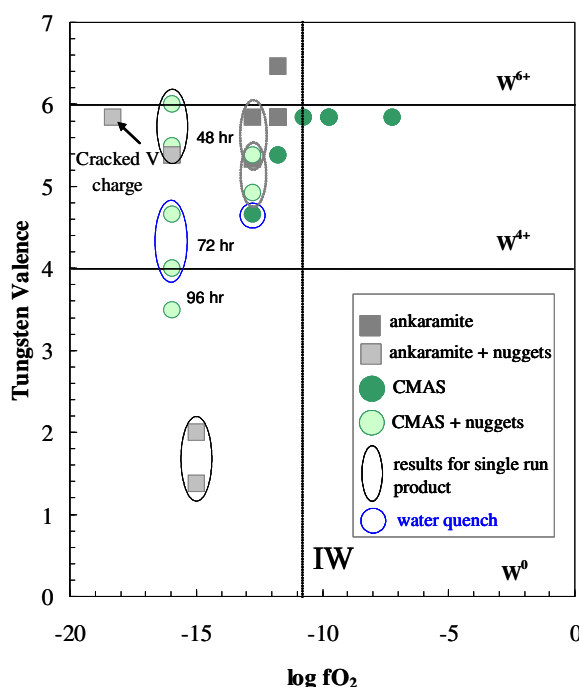 7
6
5
4
3
2
1
0
Tungsten Valence
W6+
48 hr
Cracked V
charge
W4+
72 hr
96 hr
ankaramite
ankaramite + nuggets
CMAS
CMAS + nuggets
results for single run
product
water quench
IW
W0
-20
-15
-10
-5
0
log fO2